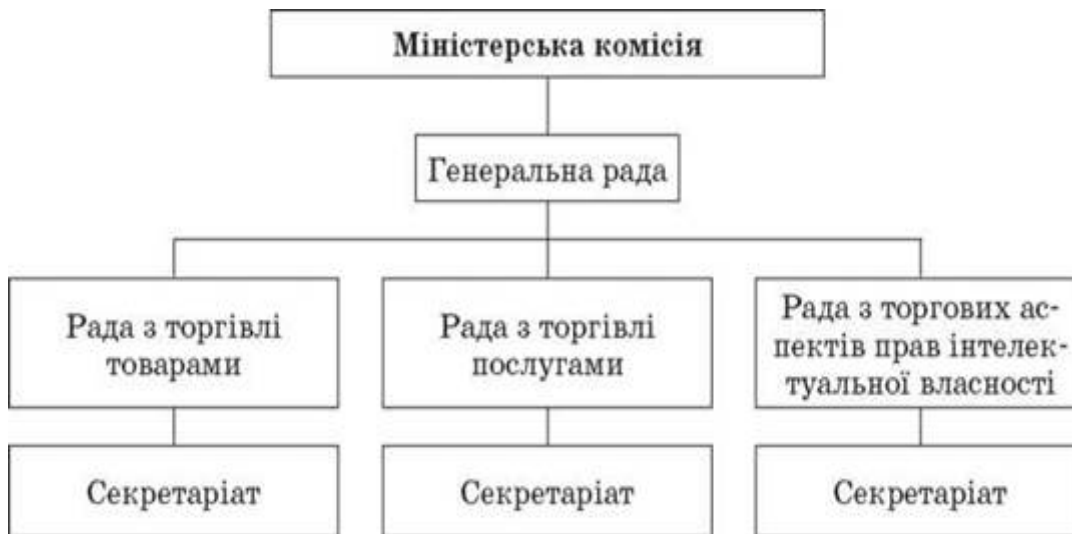 Міністерська комісія
Генеральна рада
Рада з торгівлі
товарами
Рада з торгівлі
послугами
Рада з торгових ас-
пектів прав інтелек-
туальної власності
Секретаріат
Секретаріат
Секретаріат